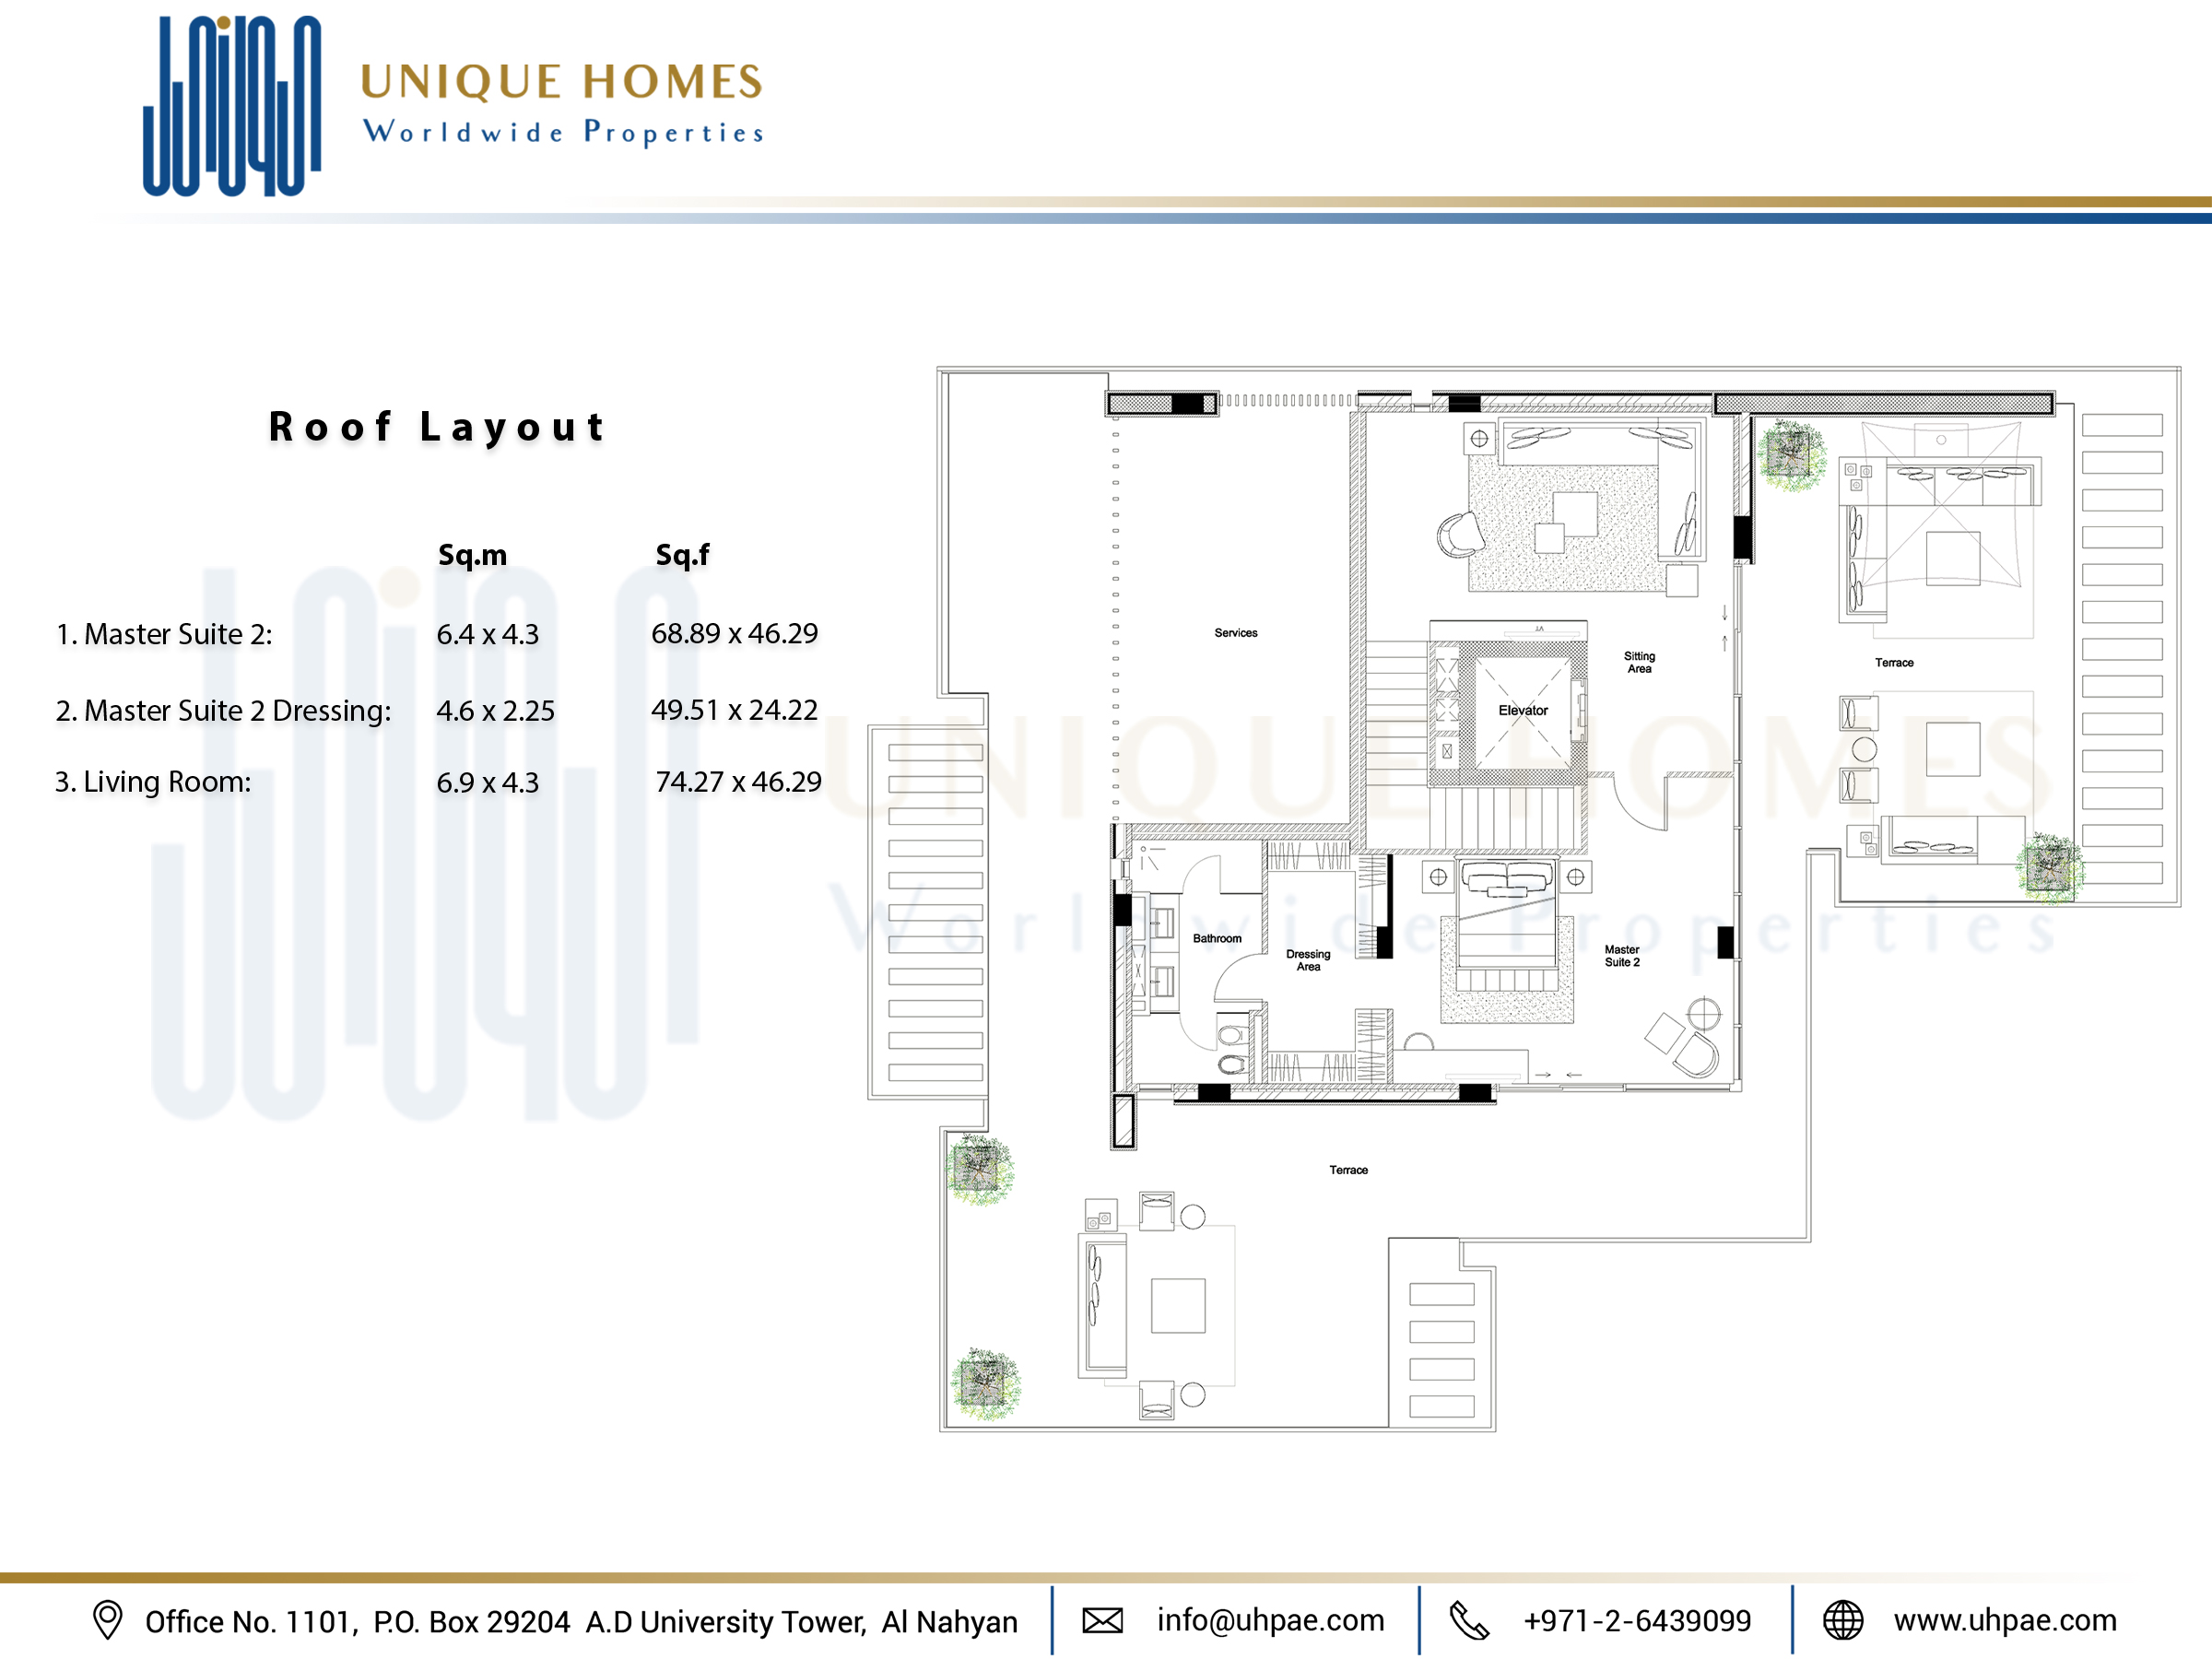 UNIQUE HOMES
Worldwide Properties
Roof Layout
Sq.m Sq.f
1. Master Suite 2: 6.4 x 4.3 68.89 x 46.29
2. Master Suite 2 Dressing: 4.6 x 2.25 49.51 x 24.22
3. Living Room: 6.9 x 4.3 74.27 x 46.29
Services
TV
Sitting
Area
Terrace
Elevator
UNIQUE HOMES
Worldwide Properties
Bathroom
Dressing
Area
Master
Suite 2
Terrace
Office No. 1101, P.O. Box 29204 A.D University Tower, Al Nahyan
info@uhpae.com
+971-2-6439099
www.uhpae.com